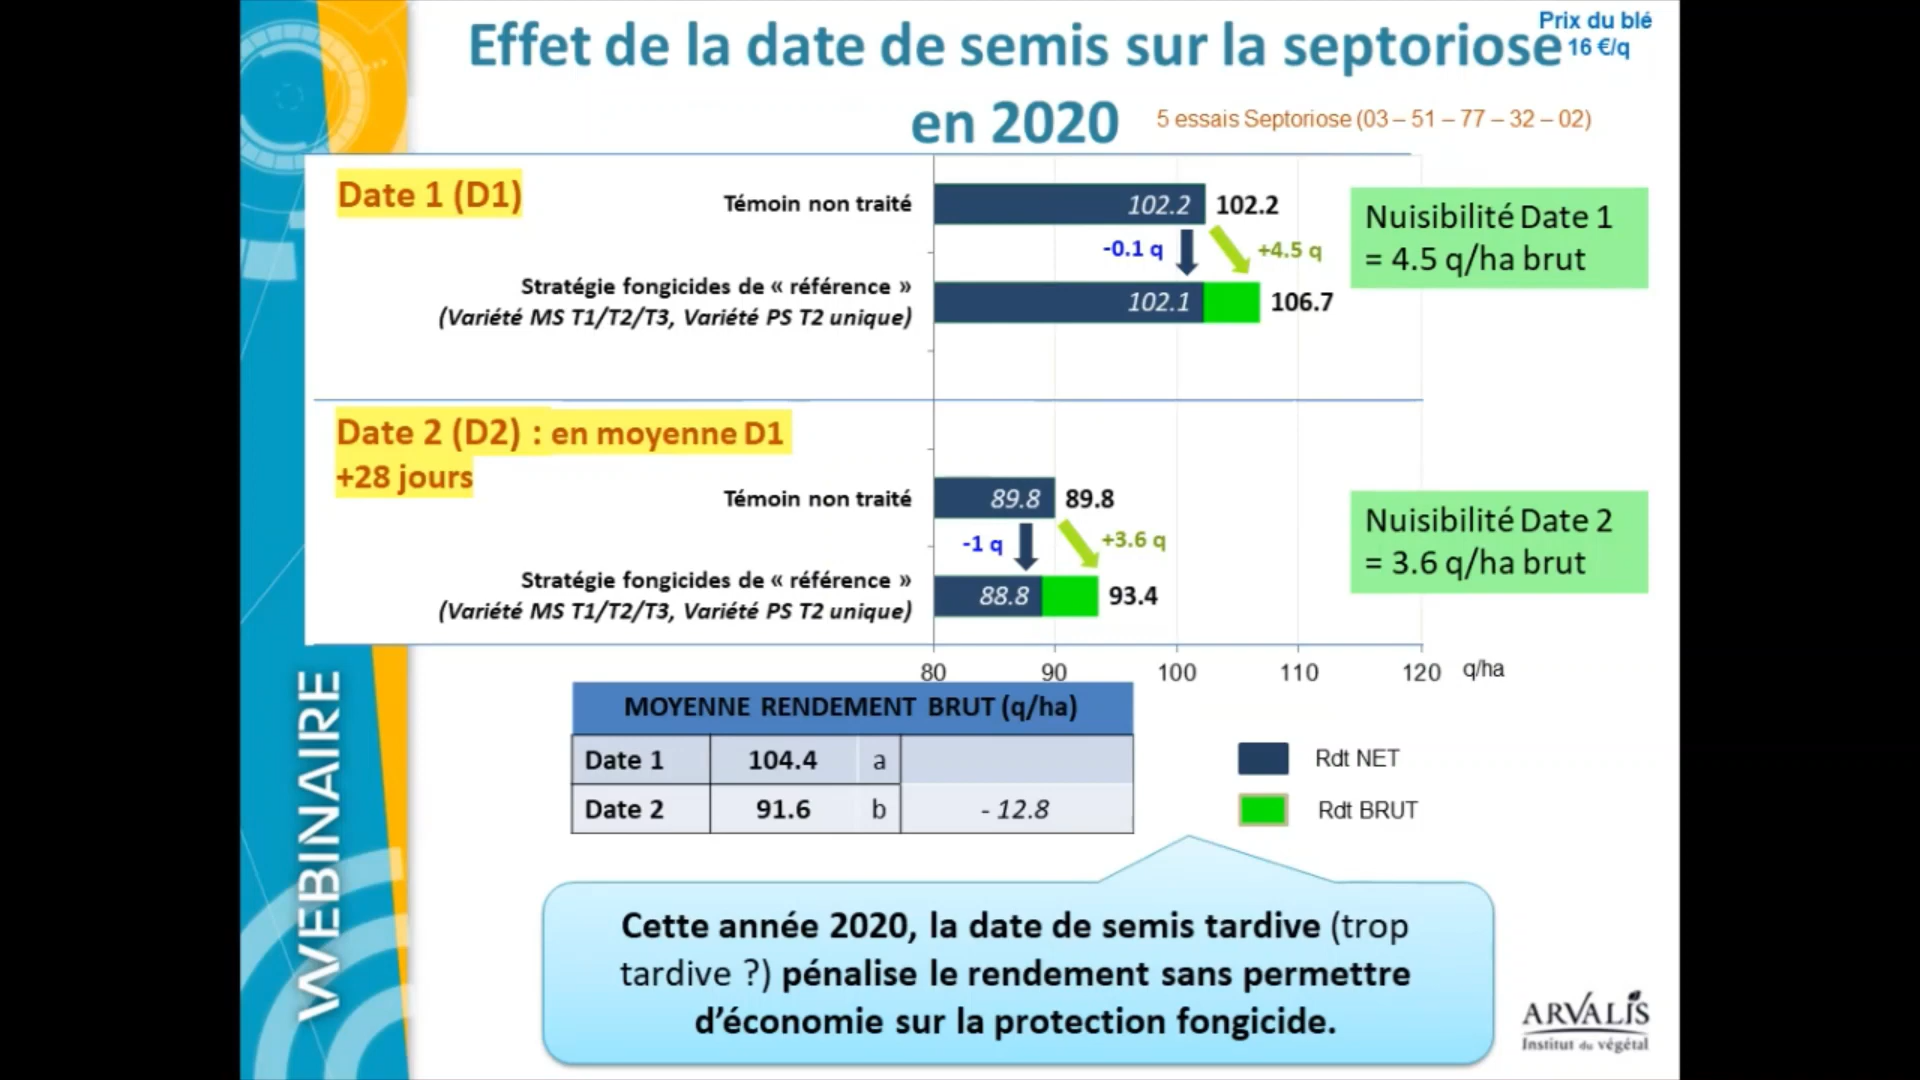 Effet de la date de semis sur la septoriose
en 2020
Prix du blé
16 €/q
5 essais Septoriose (03 – 51 – 77 – 32 – 02)
Date 1 (D1)
Témoin non traité
102.2
102.2
-0.1 q
+4.5 q
Stratégie fongicides de « référence »
(Variété MS T1/T2/T3, Variété PS T2 unique)
102.1
106.7
Nuisibilité Date 1
= 4.5 q/ha brut
Date 2 (D2) : en moyenne D1
+28 jours
Témoin non traité
89.8
89.8
-1 q
+3.6 q
Stratégie fongicides de « référence »
(Variété MS T1/T2/T3, Variété PS T2 unique)
88.8
93.4
Nuisibilité Date 2
= 3.6 q/ha brut
80 90 100 110 120 q/ha
MOYENNE RENDEMENT BRUT (q/ha)
Date 1 104.4 a
Date 2 91.6 b - 12.8
Rdt NET
Rdt BRUT
Cette année 2020, la date de semis tardive (trop
tardive ?) pénalise le rendement sans permettre
d’économie sur la protection fongicide.
WEBINAIRE
ARVALIS
Institut du végétal